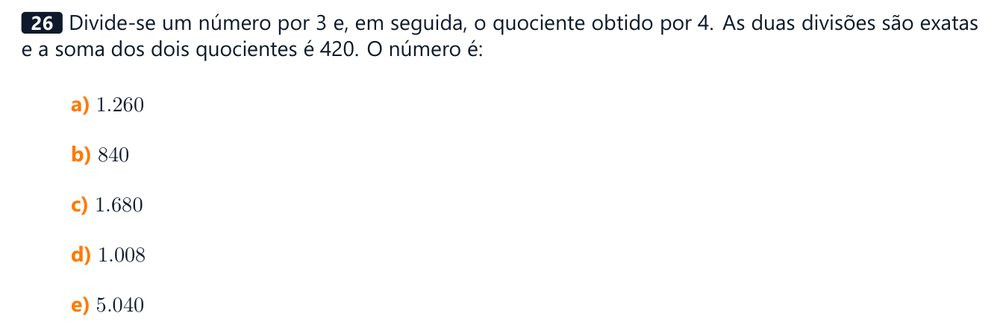 26 Divide-se um número por 3 e, em seguida, o quociente obtido por 4. As duas divisões são exatas
e a soma dos dois quocientes é 420. O número é:
a) 1.260
b) 840
c) 1.680
d) 1.008
e) 5.040